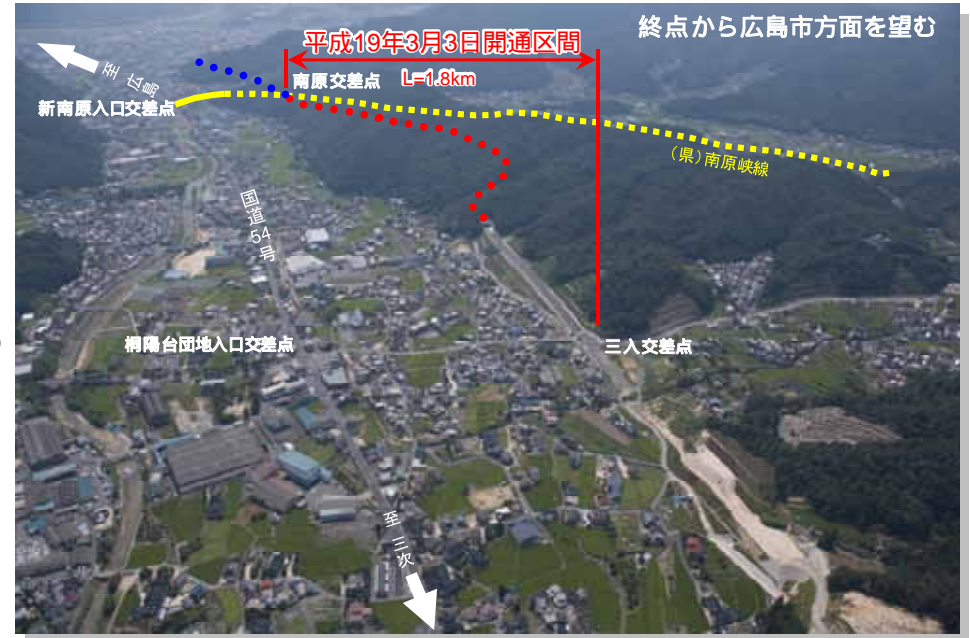 終点から広島市方面を望む
平成19年3月3日開通区間
L=1.8km
至 広島
南原交差点
新南原入口交差点
（県）南原峡線
国道54号
桐陽台団地入口交差点
三入交差点
至 三次